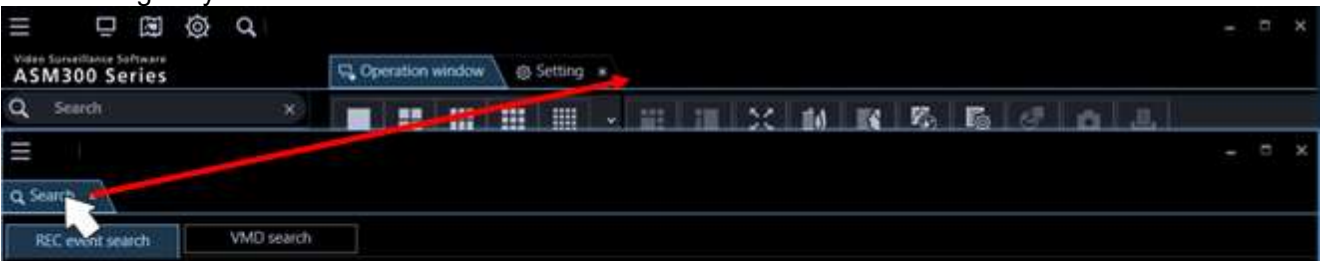 Video Surveillance Software
ASM300 Series
Operation window
Setting
Search
Search
REC event search
VMD search